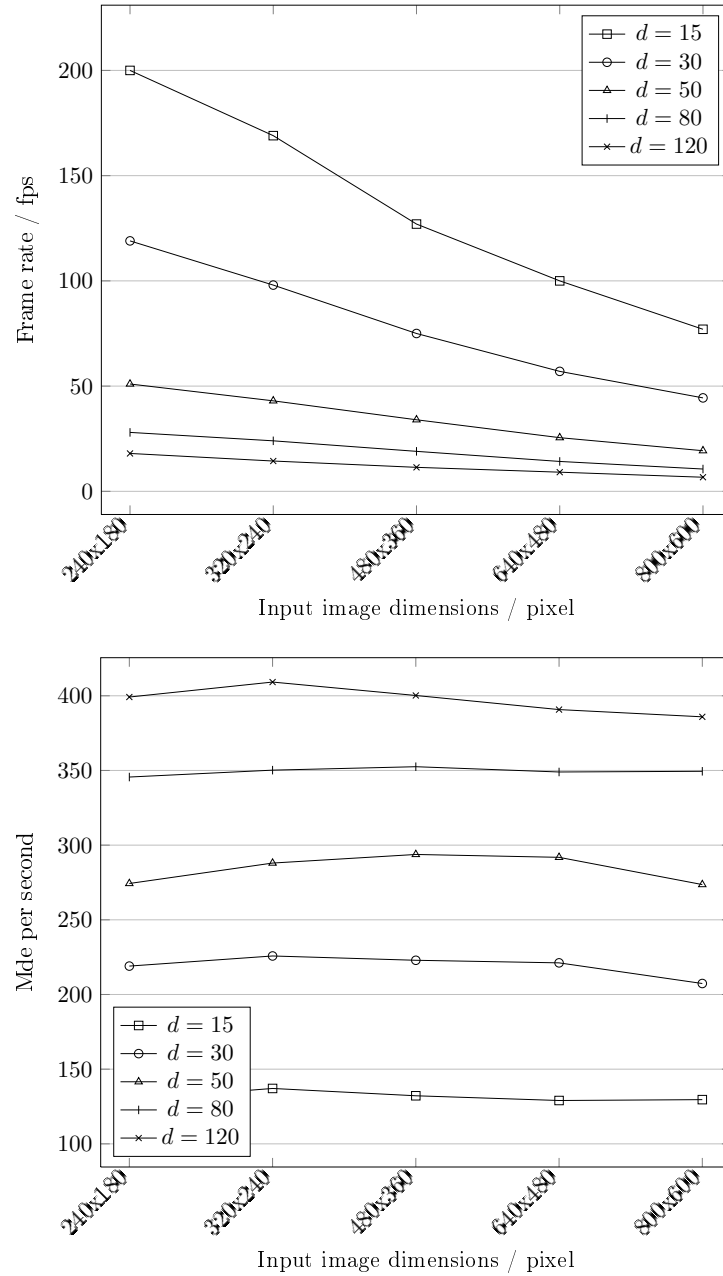 200
150
100
50
0
Frame rate / fps
d = 15
d = 30
d = 50
d = 80
d = 120
240x180
320x240
480x360
640x480
800x600
Input image dimensions / pixel
400
350
300
250
200
150
100
Mde per second
d = 15
d = 30
d = 50
d = 80
d = 120
240x180
320x240
480x360
640x480
800x600
Input image dimensions / pixel